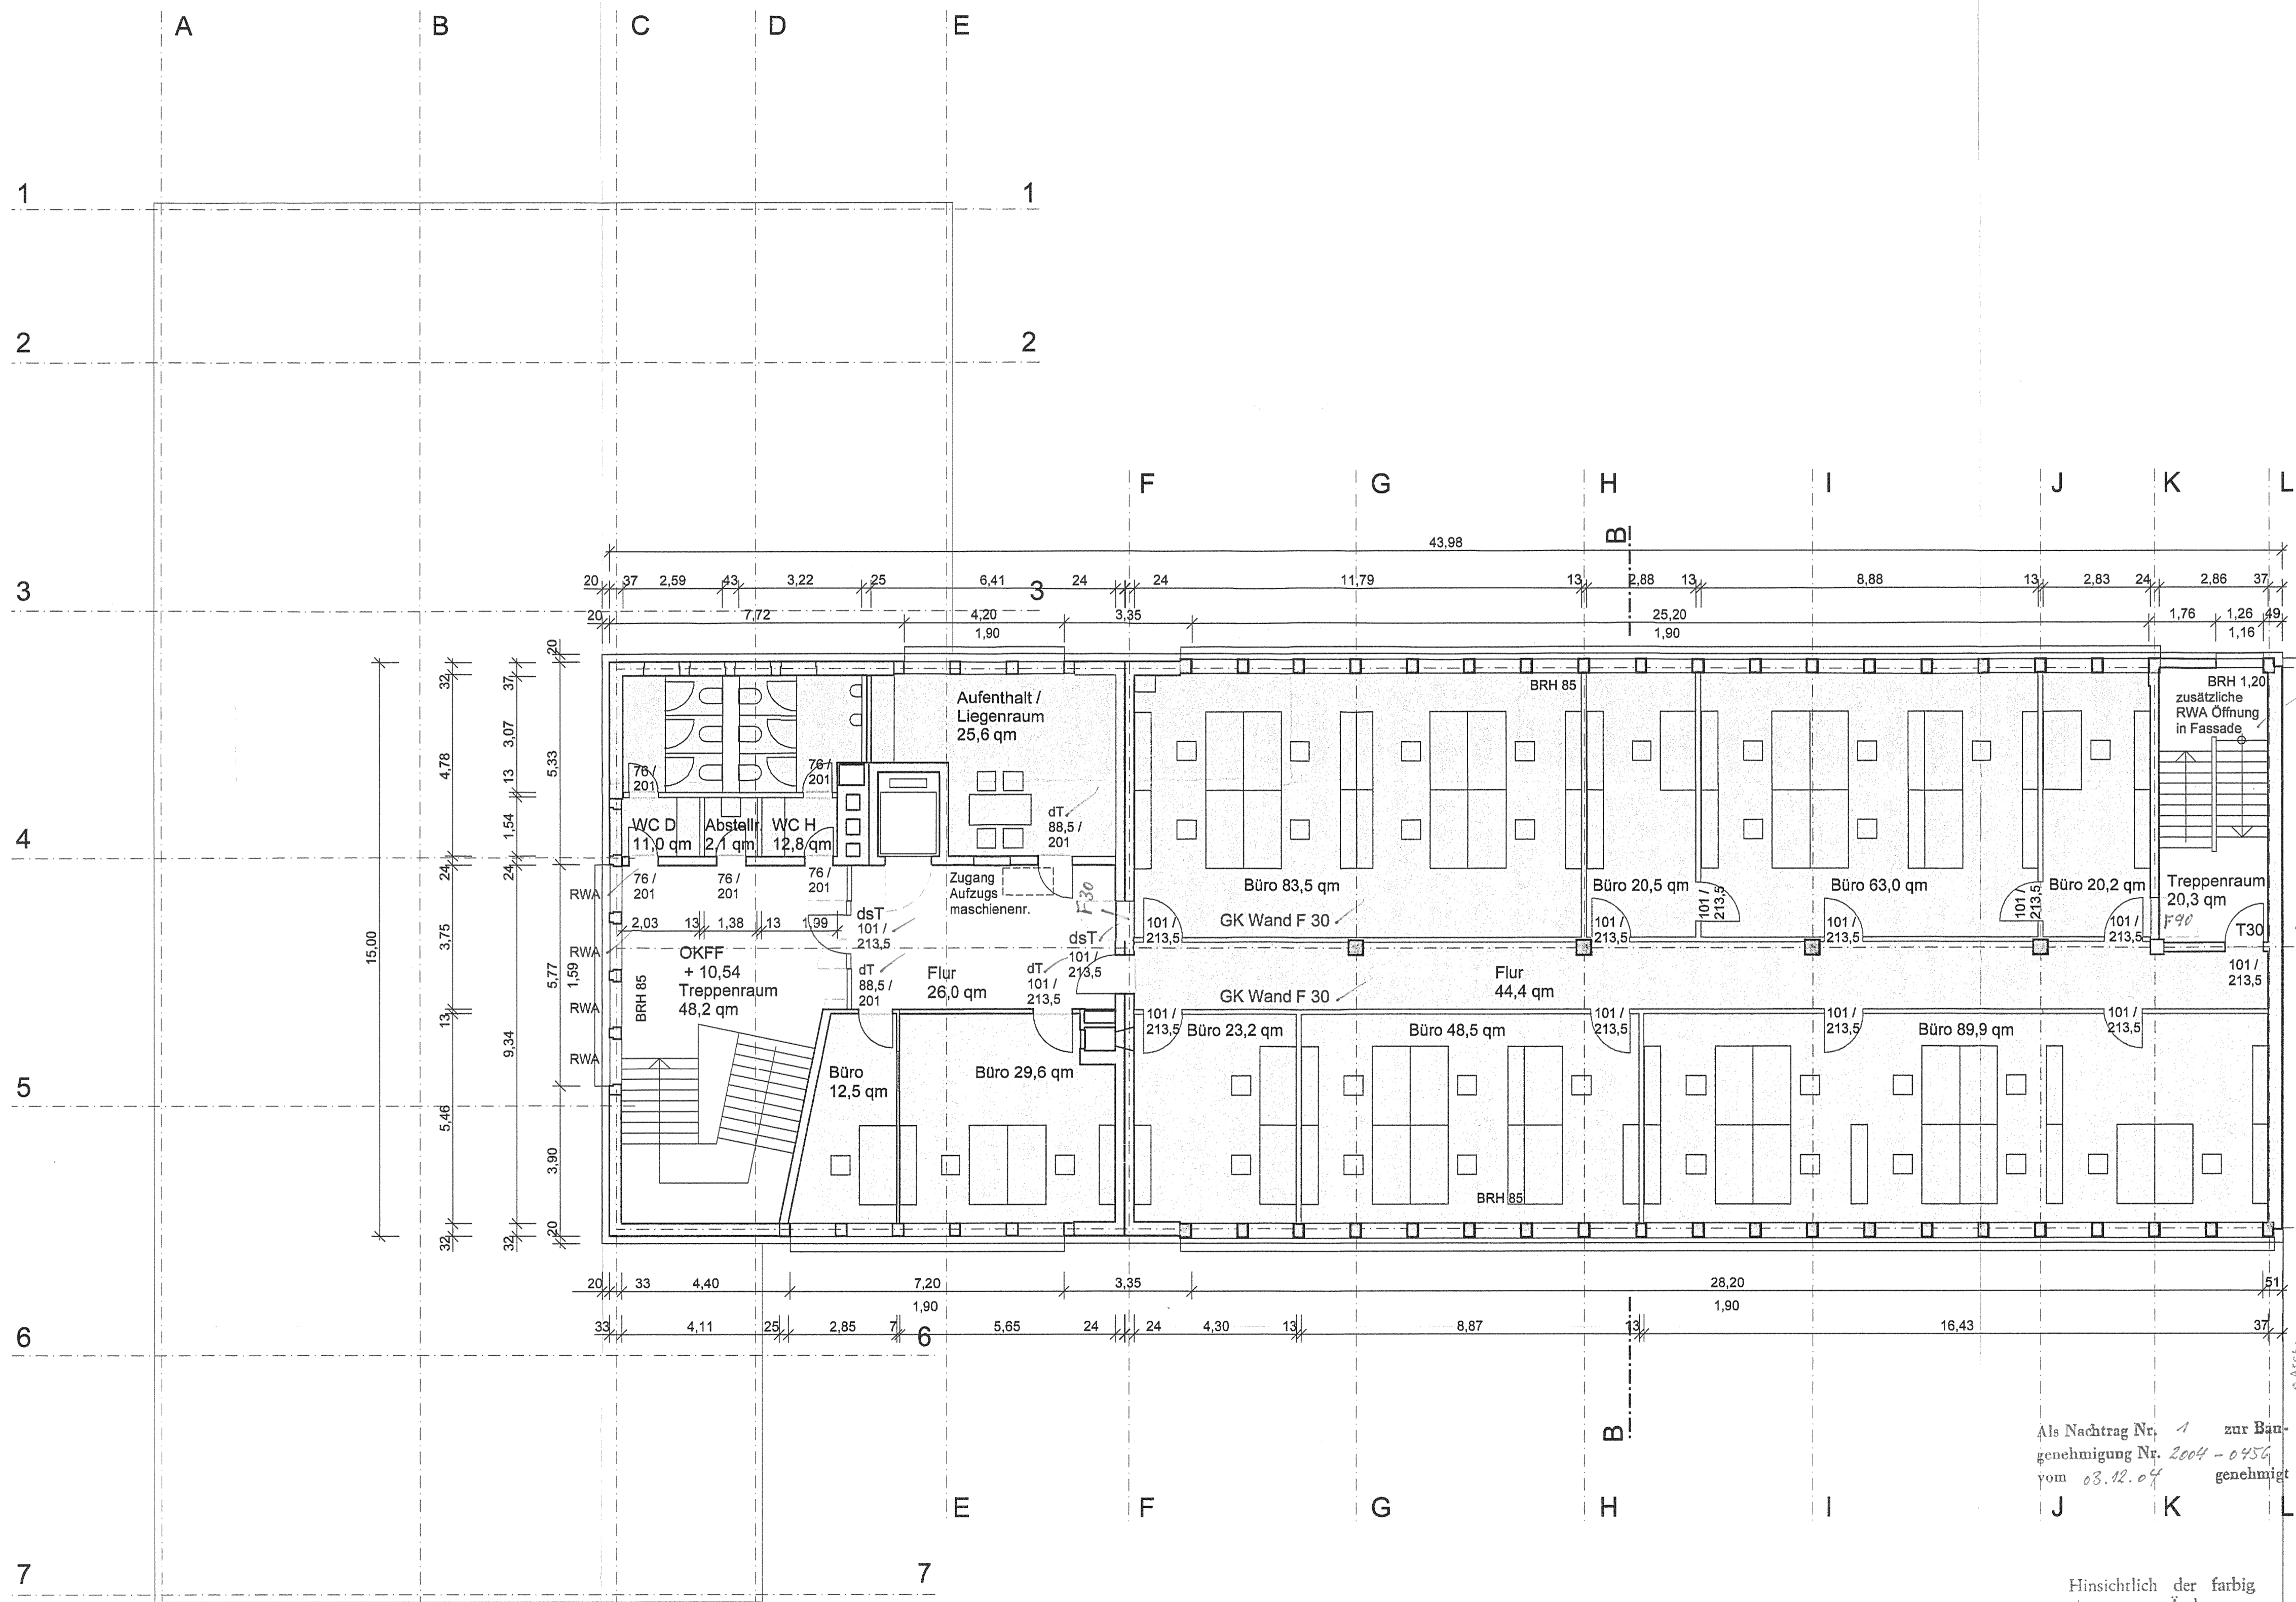 A B C D E
1 1
2 2
F G H I J K L
B
43,98
3 3
20 37 2,59 43 3,22 25 6,41 24 24 11,79 13 2,88 13 8,88 13 2,83 24 2,86 37
20 7,72 4,20 3,35 25,20 1,76 1,26 49
1,90 1,90 1,16
15,00
32 4,78 24 3,75 13 5,46 32
37 3,07 13 1,54 24 9,34 32
20 5,33 5,77 3,90 20
1,59
Aufenthalt /
Liegenraum
25,6 qm
BRH 85
BRH 1,20
zusätzliche
RWA Öffnung
in Fassade
76 /
201
76 /
201
dT
88,5 /
201
4
WC D
11,0 qm
Abstellr.
2,1 qm
WC H
12,8 qm
4
76 /
201
76 /
201
76 /
201
Zugang
Aufzugs
maschienenr.
F30
RWA
RWA
RWA
RWA
2,03 13 1,38 13 1,99
dsT
101 /
213,5
dsT
101 /
213,5
Büro 83,5 qm
Büro 20,5 qm
Büro 63,0 qm
Büro 20,2 qm
Treppenraum
20,3 qm
F90
T30
101 /
213,5
GK Wand F 30
101 /
213,5
101 /
213,5
101 /
213,5
101 /
213,5
101 /
213,5
101 /
213,5
101 /
213,5
OKFF
+ 10,54
Treppenraum
48,2 qm
BRH 85
dT
88,5 /
201
Flur
26,0 qm
dT
101 /
213,5
Flur
44,4 qm
GK Wand F 30
101 /
213,5
Büro 23,2 qm
Büro 48,5 qm
101 /
213,5
101 /
213,5
Büro 89,9 qm
101 /
213,5
5
Büro
12,5 qm
Büro 29,6 qm
BRH 85
20 33 4,40 7,20 3,35 28,20 51
1,90 1,90
33 4,11 25 2,85 7 5,65 24 24 4,30 13 8,87 13 16,43 37
6 6
B
Als Nachtrag Nr. 1 zur Bau-
genehmigung Nr. 2004 - 0456
vom 03.12.04 genehmigt
E F G H I J K L
7 7
Hinsichtlich der farbig